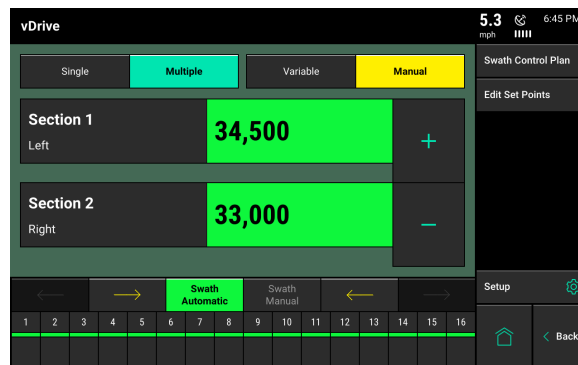 vDrive
5.3
mph
6:45 PM
Single
Multiple
Variable
Manual
Swath Control Plan
Edit Set Points
Section 1
Left
34,500
+
Section 2
Right
33,000
−
Swath
Automatic
Swath
Manual
Setup
1 2 3 4 5 6 7 8 9 10 11 12 13 14 15 16
Back